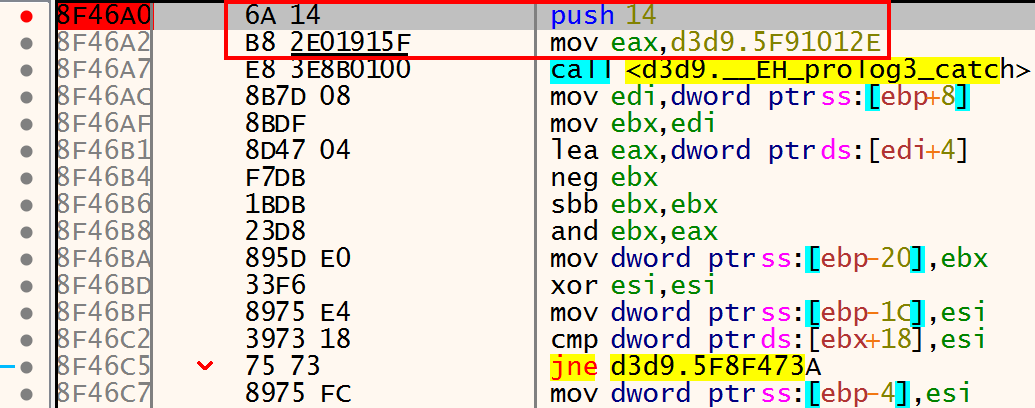 8F46A0 6A 14 push 14
8F46A2 B8 2E01915F mov eax,d3d9.5F91012E
8F46A7 E8 3E8B0100 call <d3d9.__EH_prolog3_catch>
8F46AC 8B7D 08 mov edi,dword ptr ss:[ebp+8]
8F46AF 8BDF mov ebx,edi
8F46B1 8D47 04 lea eax,dword ptr ds:[edi+4]
8F46B4 F7DB neg ebx
8F46B6 1BDB sbb ebx,ebx
8F46B8 23D8 and ebx,eax
8F46BA 895D E0 mov dword ptr ss:[ebp-20],ebx
8F46BD 33F6 xor esi,esi
8F46BF 8975 E4 mov dword ptr ss:[ebp-1C],esi
8F46C2 3973 18 cmp dword ptr ds:[ebx+18],esi
8F46C5 75 73 jne d3d9.5F8F473A
8F46C7 8975 FC mov dword ptr ss:[ebp-4],esi